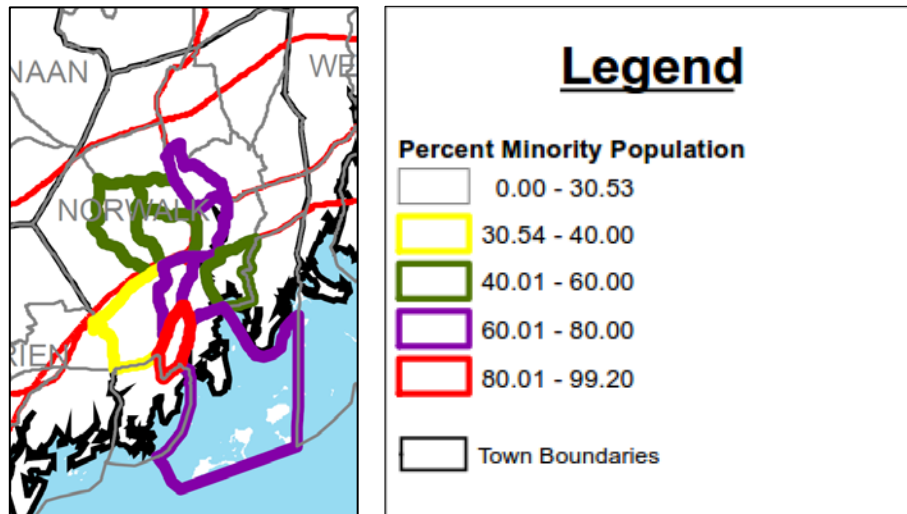 NAAN
WE
NORWALK
RIEN
Legend
Percent Minority Population
0.00 - 30.53
30.54 - 40.00
40.01 - 60.00
60.01 - 80.00
80.01 - 99.20
Town Boundaries